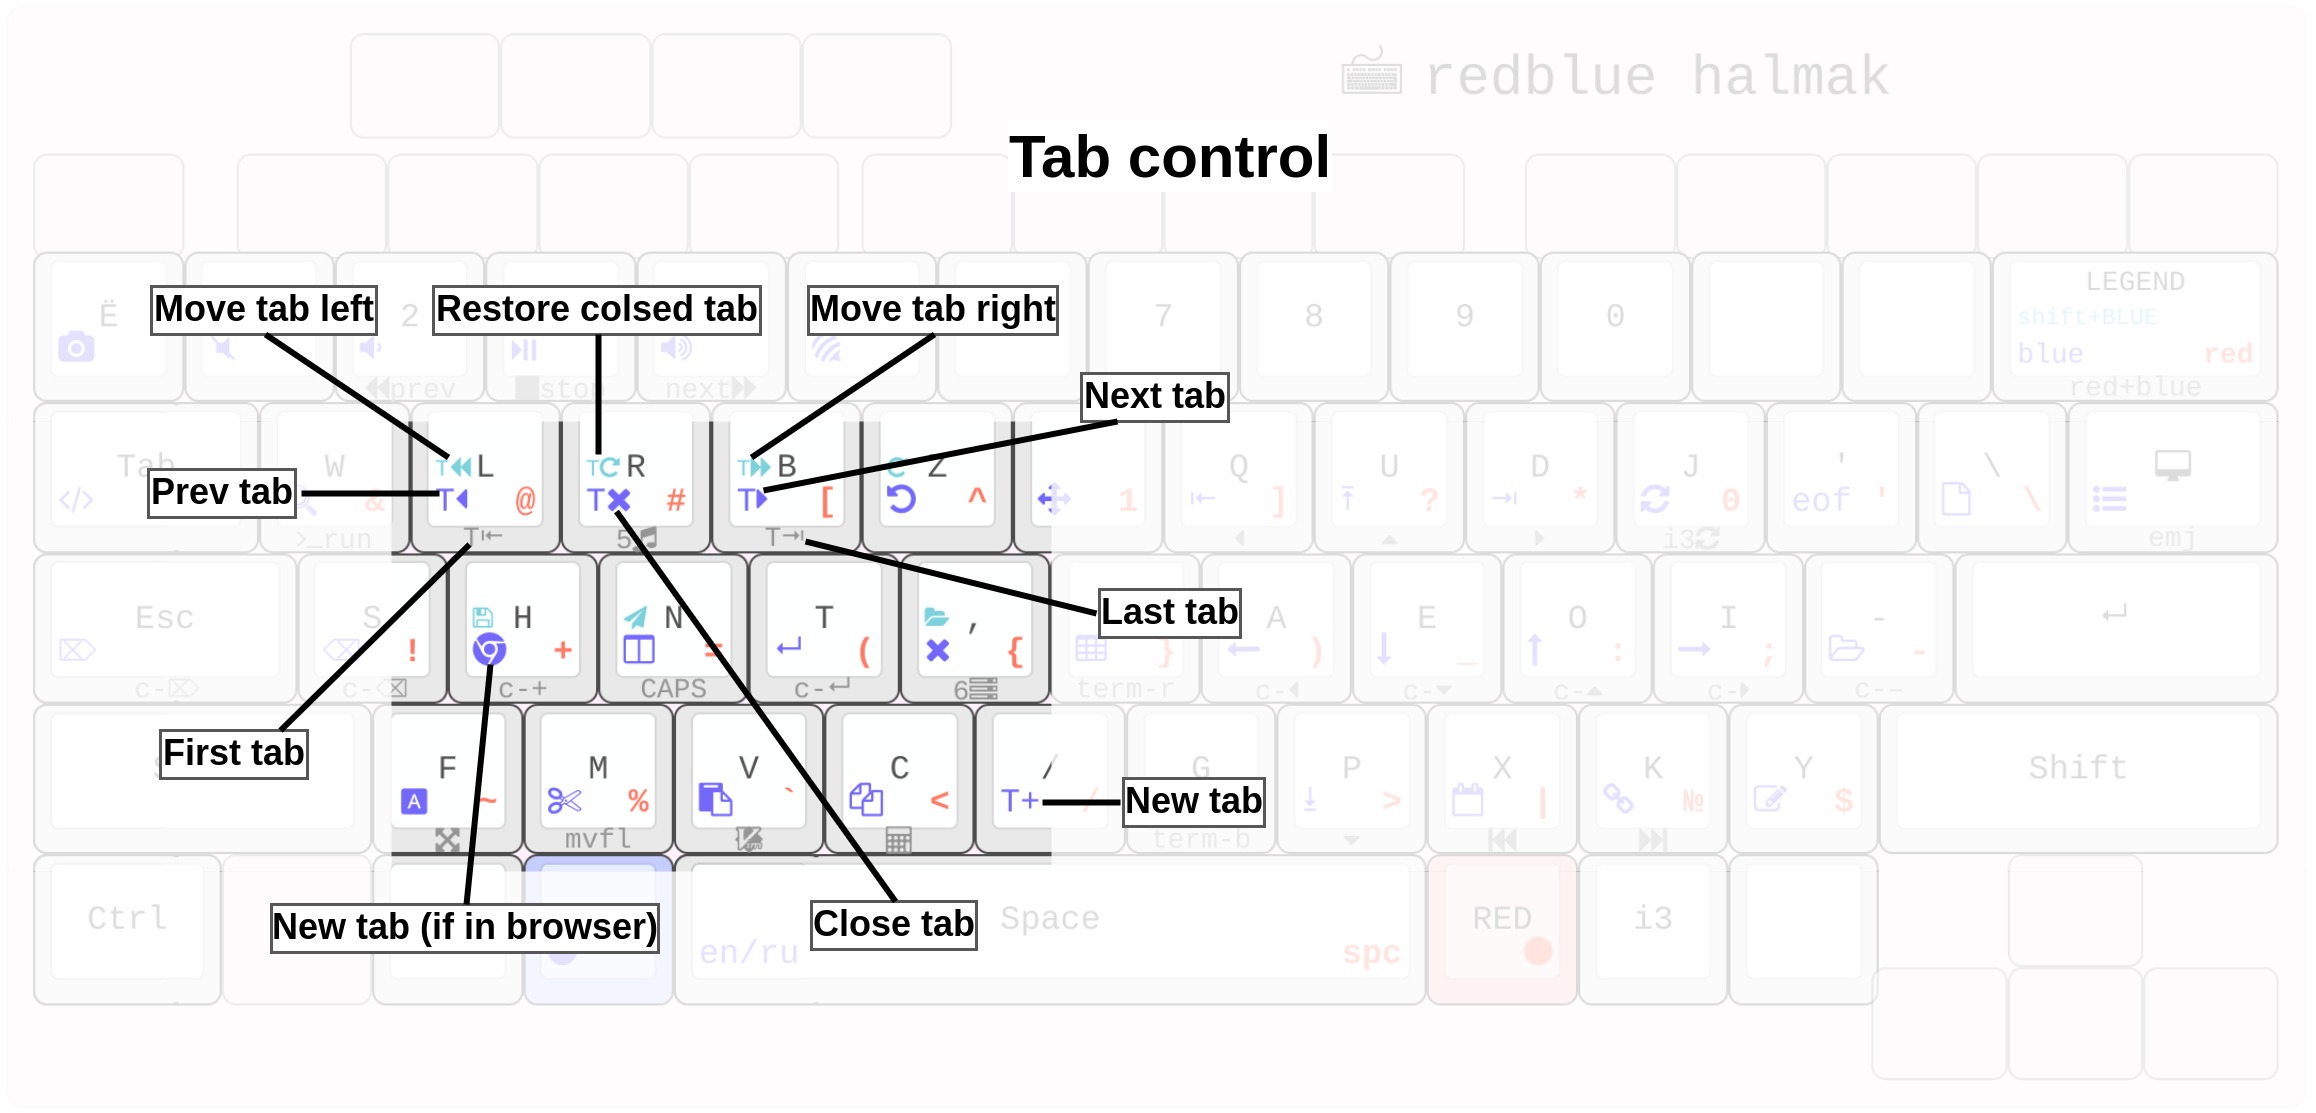 redblue halmak
Tab control
Ë 2 7 8 9 0 LEGEND
shift+BLUE
blue red
prev stop next red+blue
Move tab left
Restore colsed tab
Move tab right
Next tab
Tab W L R B Z Q U D J ' \
Prev tab
& T @ T # T [ ^ 1 ] ? * 0 eof ' \
>_run T 5 T i3 emj
Last tab
Esc S H N T , A E O I -
! + = ( { } ) _ : ; -
c- c- c-+ CAPS c- 6 term-r c- c- c- c- c--
First tab
F M V C / G P X K Y Shift
A ~ % ` < T+ / > | № $
New tab
mvfl term-b
Ctrl Space RED i3
New tab (if in browser)
Close tab
en/ru spc